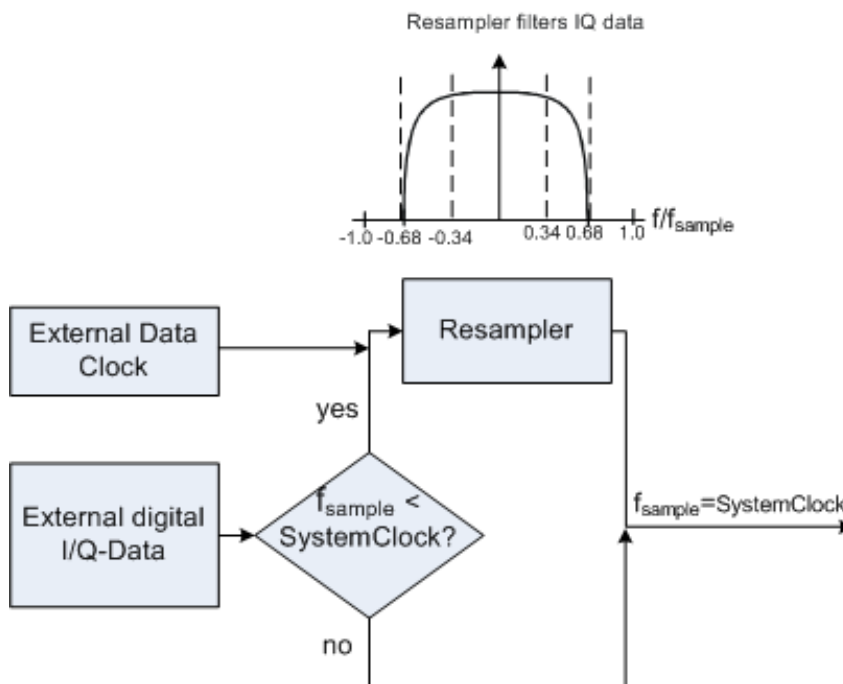 Resampler filters IQ data
-1.0 -0.68 -0.34 0.34 0.68 1.0 f/fsample
External Data
Clock
Resampler
yes
External digital
I/Q-Data
fsample <
SystemClock?
fsample=SystemClock
no